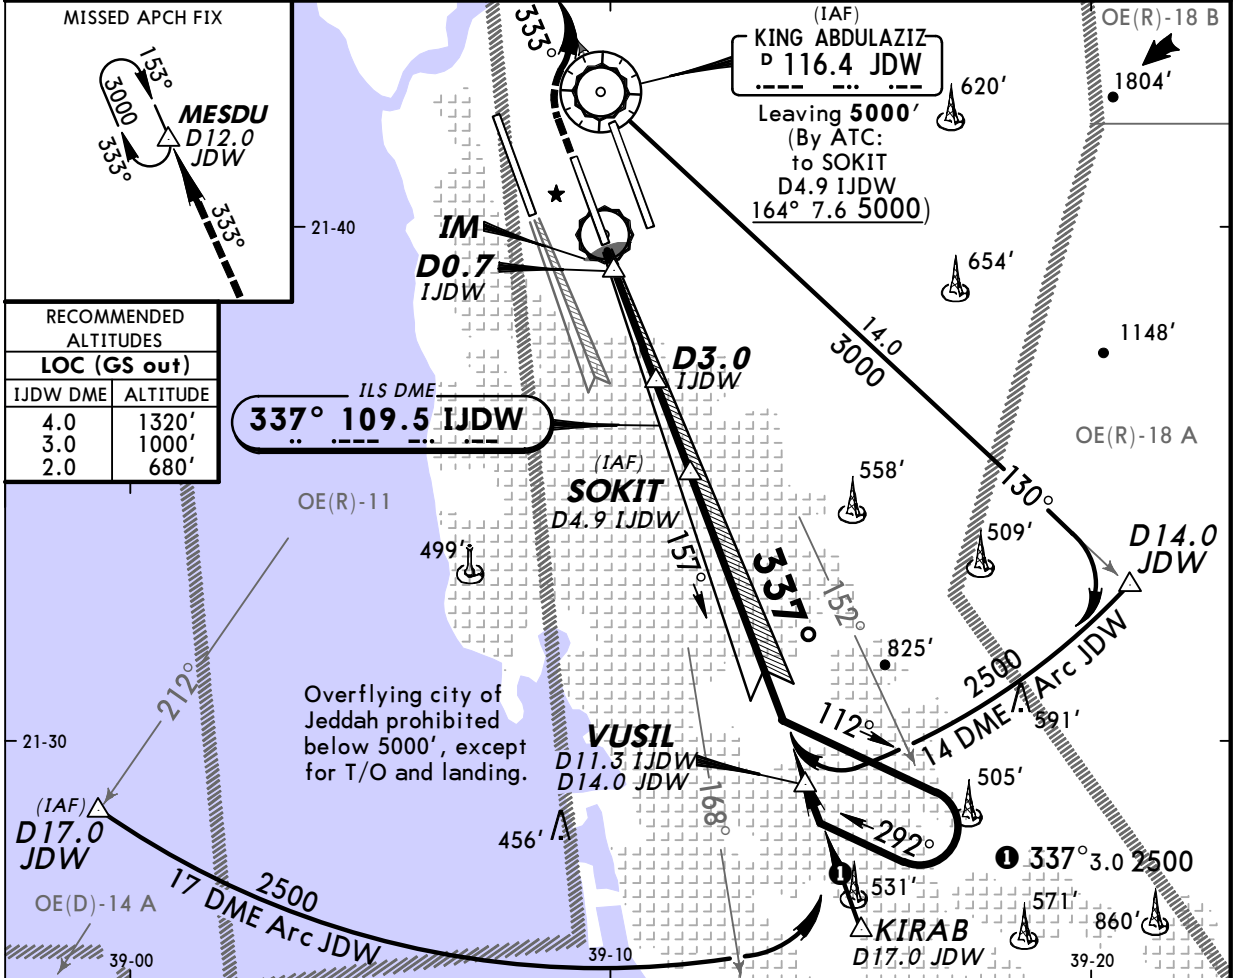 MISSED APCH FIX
153°
3000
333°
MESDU
D12.0
JDW
333°
333°
(IAF)
KING ABDULAZIZ
D 116.4 JDW
Leaving 5000'
(By ATC:
to SOKIT
D4.9 IJDW
164° 7.6 5000)
OE(R)-18 B
1804'
620'
21-40
IM
D0.7
IJDW
654'
RECOMMENDED
ALTITUDES
LOC (GS out)
IJDW DME ALTITUDE
4.0 1320'
3.0 1000'
2.0 680'
14.0
3000
1148'
D3.0
IJDW
ILS DME
337° 109.5 IJDW
OE(R)-18 A
(IAF)
SOKIT
D4.9 IJDW
558'
130°
OE(R)-11
499'
509'
D14.0
JDW
157°
337°
152°
825'
212°
2500
14 DME Arc JDW
591'
Overflying city of
Jeddah prohibited
below 5000', except
for T/O and landing.
112°
21-30
VUSIL
D11.3 IJDW
D14.0 JDW
168°
505'
(IAF)
D17.0
JDW
456'
292°
1 337° 3.0 2500
1
531'
2500
17 DME Arc JDW
OE(D)-14 A
571'
860'
KIRAB
D17.0 JDW
39-00
39-10
39-20